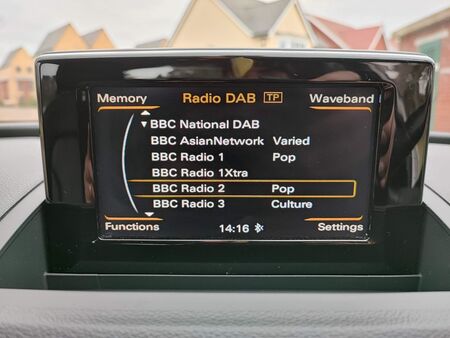 Memory Radio DAB TP Waveband
BBC National DAB
BBC AsianNetwork Varied
BBC Radio 1 Pop
BBC Radio 1Xtra
BBC Radio 2 Pop
BBC Radio 3 Culture
Functions 14:16 Settings